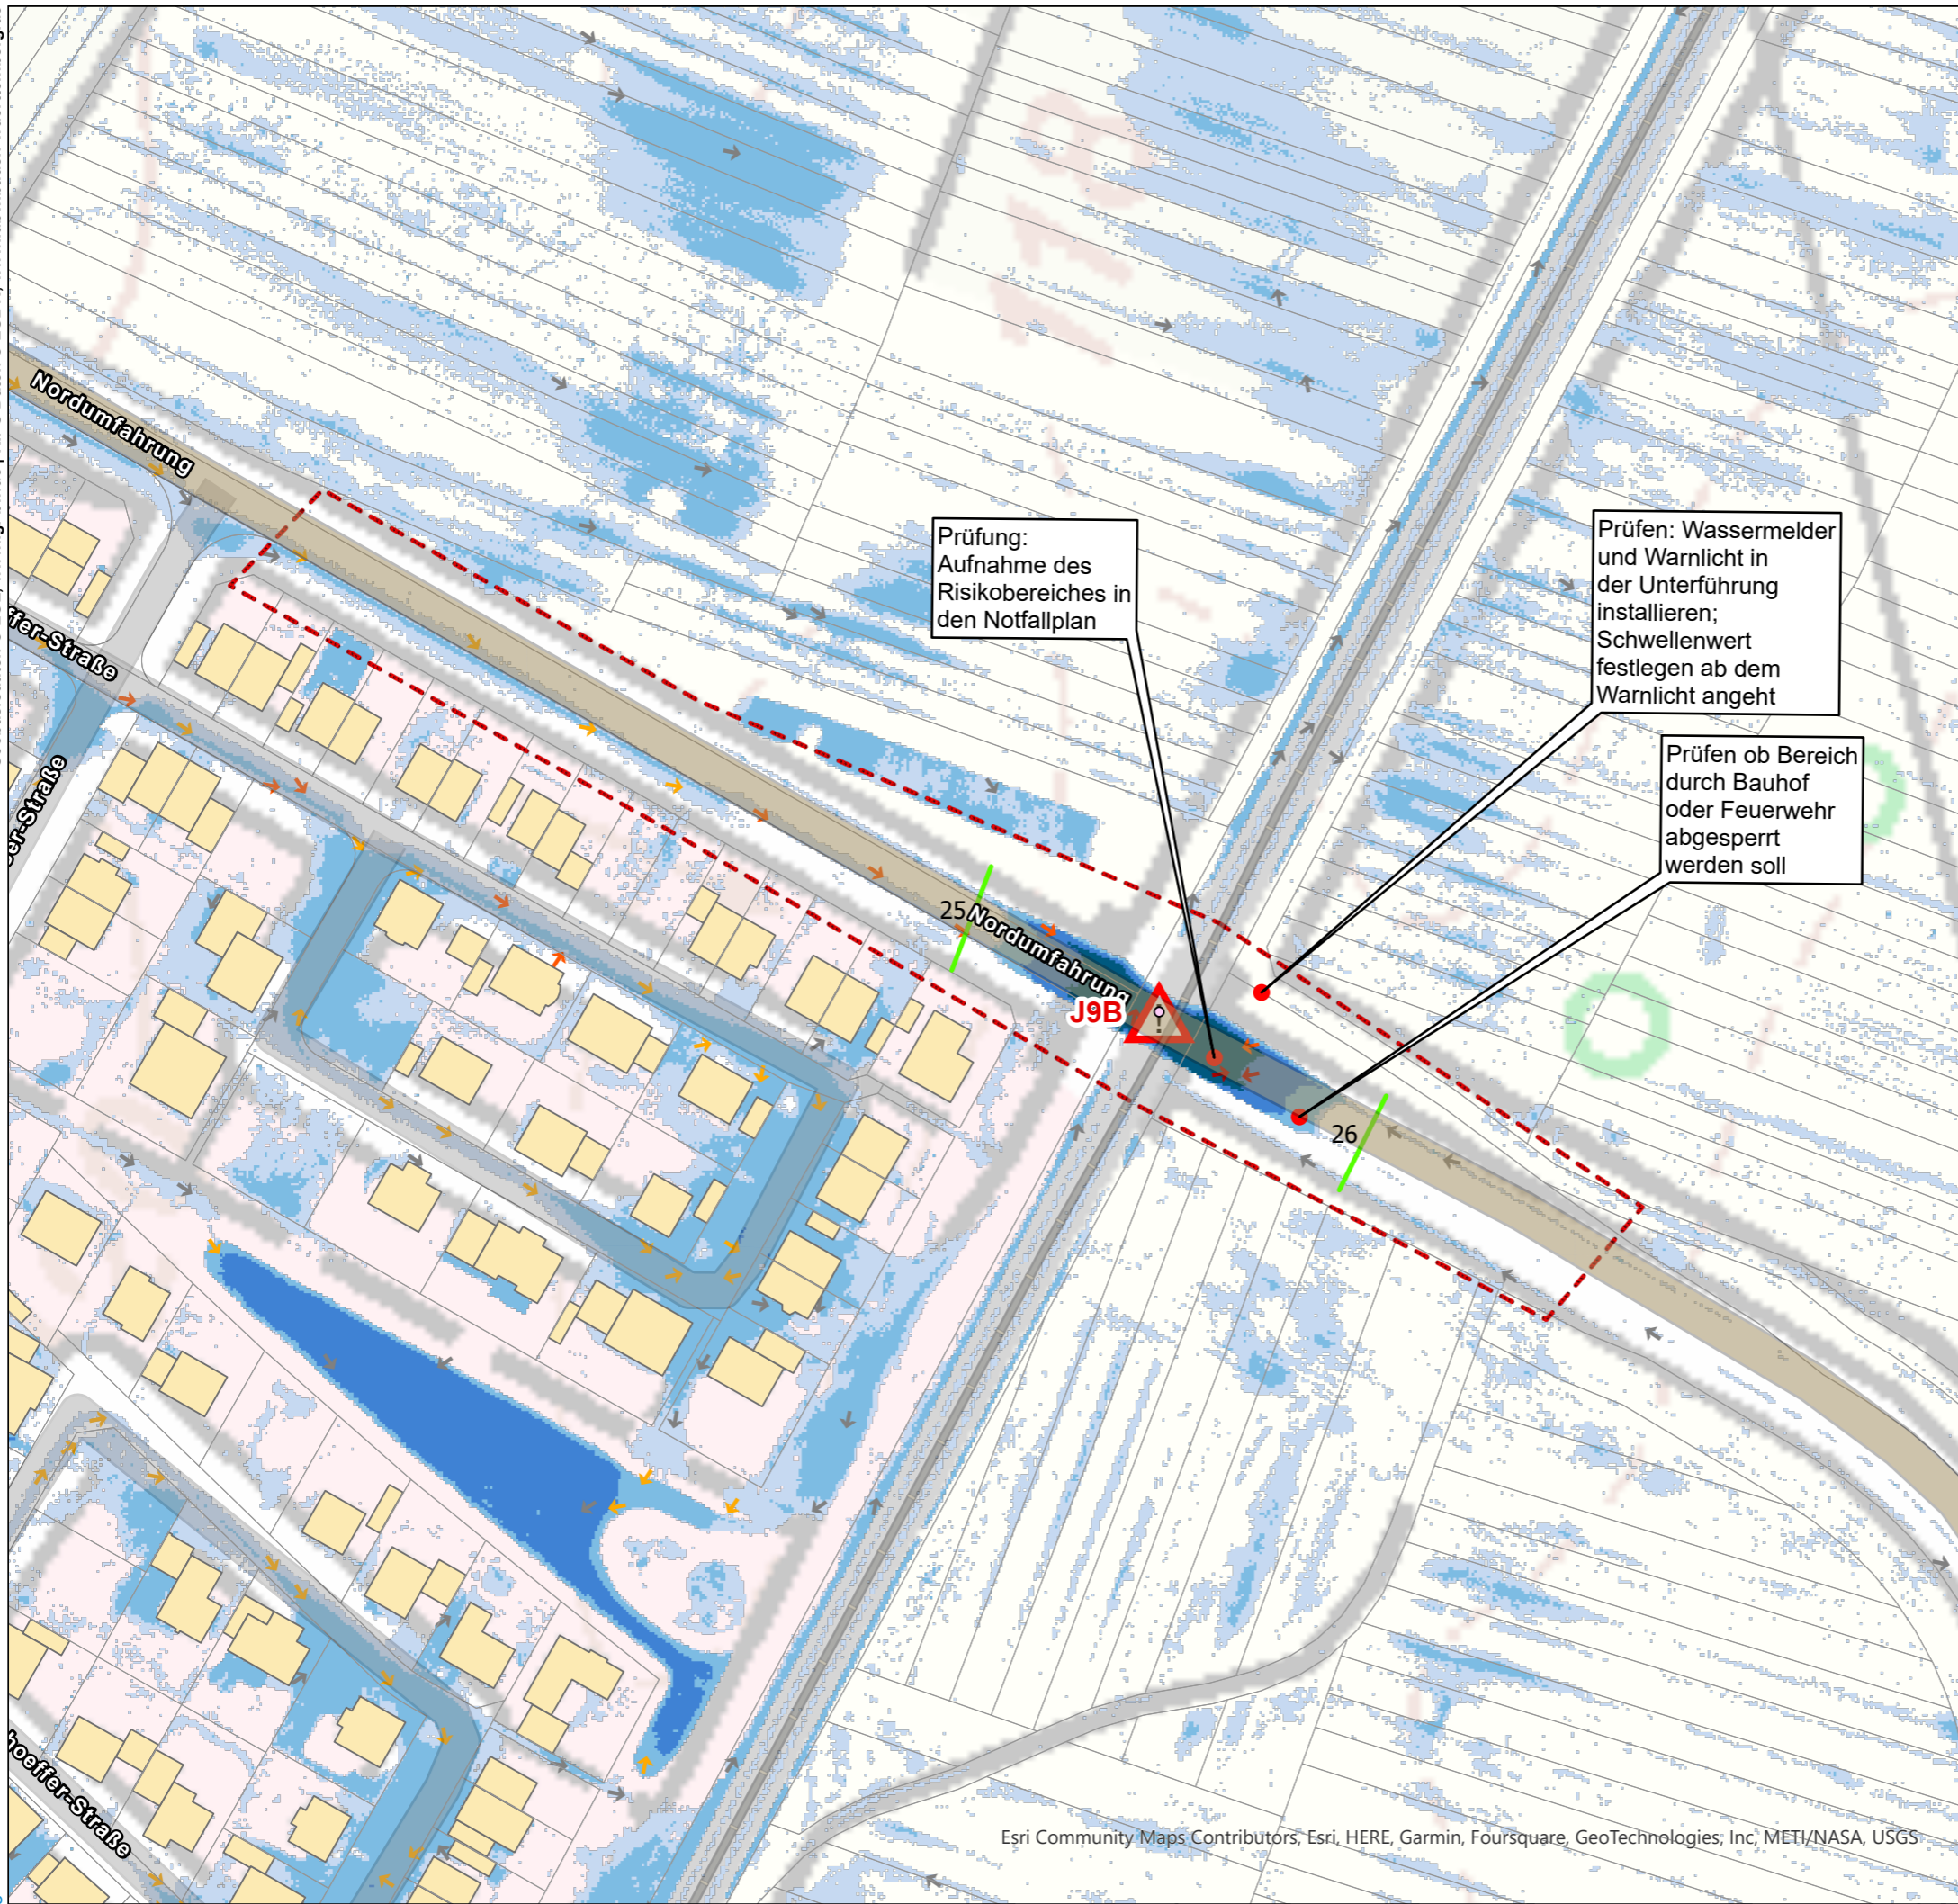 Nordumfahrung
ffer-Straße
er-Straße
Prüfung:
Aufnahme des
Risikobereiches in
den Notfallplan
Prüfen: Wassermelder
und Warnlicht in
der Unterführung
installieren;
Schwellenwert
festlegen ab dem
Warnlicht angeht
Prüfen ob Bereich
durch Bauhof
oder Feuerwehr
abgesperrt
werden soll
25
Nordumfahrung
J9B
26
hoeffer-Straße
Esri Community Maps Contributors, Esri, HERE, Garmin, Foursquare, GeoTechnologies, Inc, METI/NASA, USGS